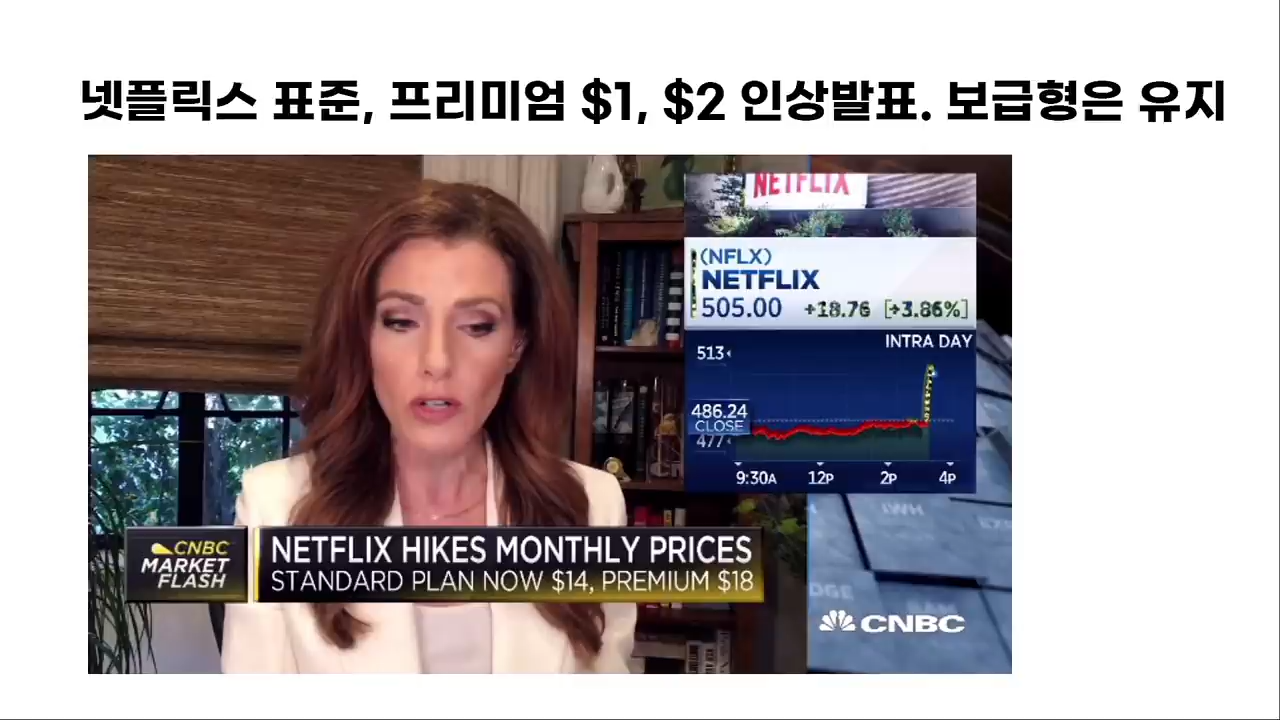 넷플릭스 표준, 프리미엄 $1, $2 인상발표. 보급형은 유지
NETFLIX
(NFLX)
NETFLIX
505.00 +18.76 [+3.86%]
INTRA DAY
513
486.24
CLOSE
477
9:30A 12P 2P 4P
CNBC
MARKET
FLASH
NETFLIX HIKES MONTHLY PRICES
STANDARD PLAN NOW $14, PREMIUM $18
CNBC